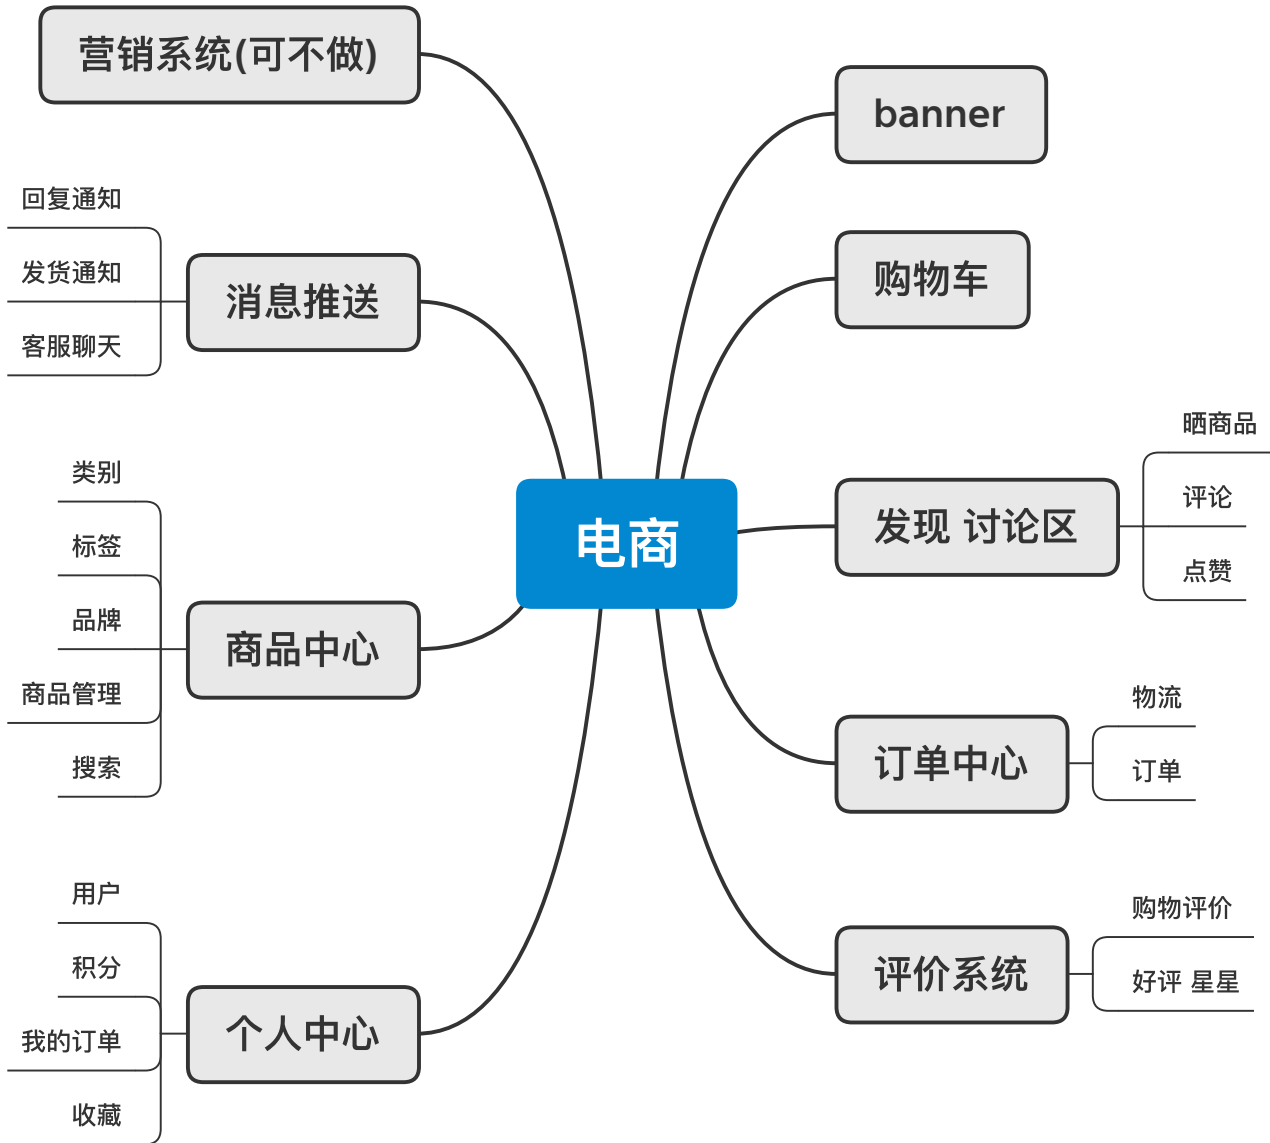 营销系统(可不做)
banner
回复通知
发货通知
客服聊天
消息推送
购物车
类别
标签
品牌
商品管理
搜索
商品中心
电商
发现 讨论区
晒商品
评论
点赞
订单中心
物流
订单
用户
积分
我的订单
收藏
个人中心
评价系统
购物评价
好评 星星